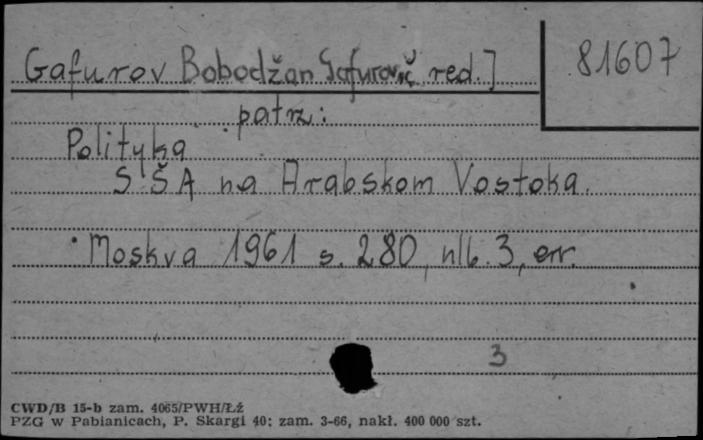 Gafurov Bobodžan Gafurovič red.]
81607
patrz:
Polityka
SŠA na Arabskom Vostoka.
Moskva 1961 s. 280, nlb. 3, err.
3
CWD/B 15-b zam. 4065/PWH/Łź
PZG w Pabianicach, P. Skargi 40; zam. 3-66, nakł. 400 000 szt.